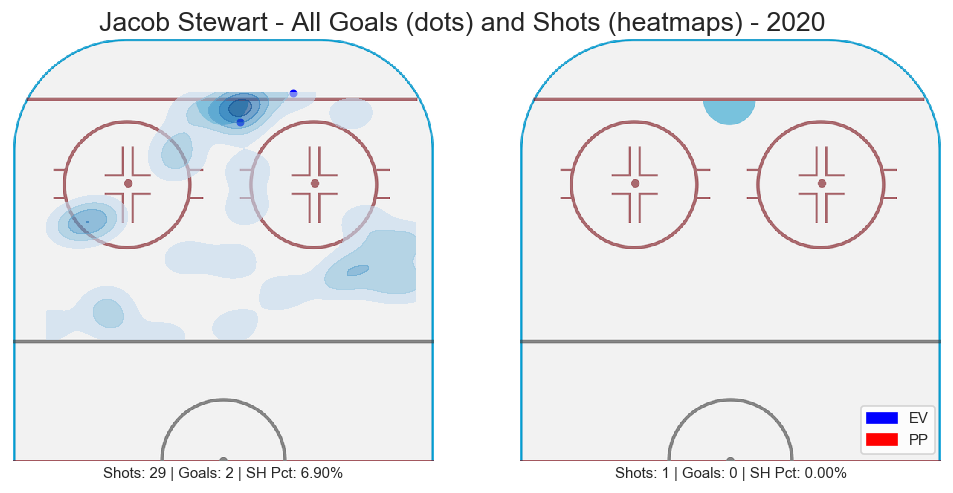 Jacob Stewart - All Goals (dots) and Shots (heatmaps) - 2020
EV
PP
Shots: 29 | Goals: 2 | SH Pct: 6.90%
Shots: 1 | Goals: 0 | SH Pct: 0.00%